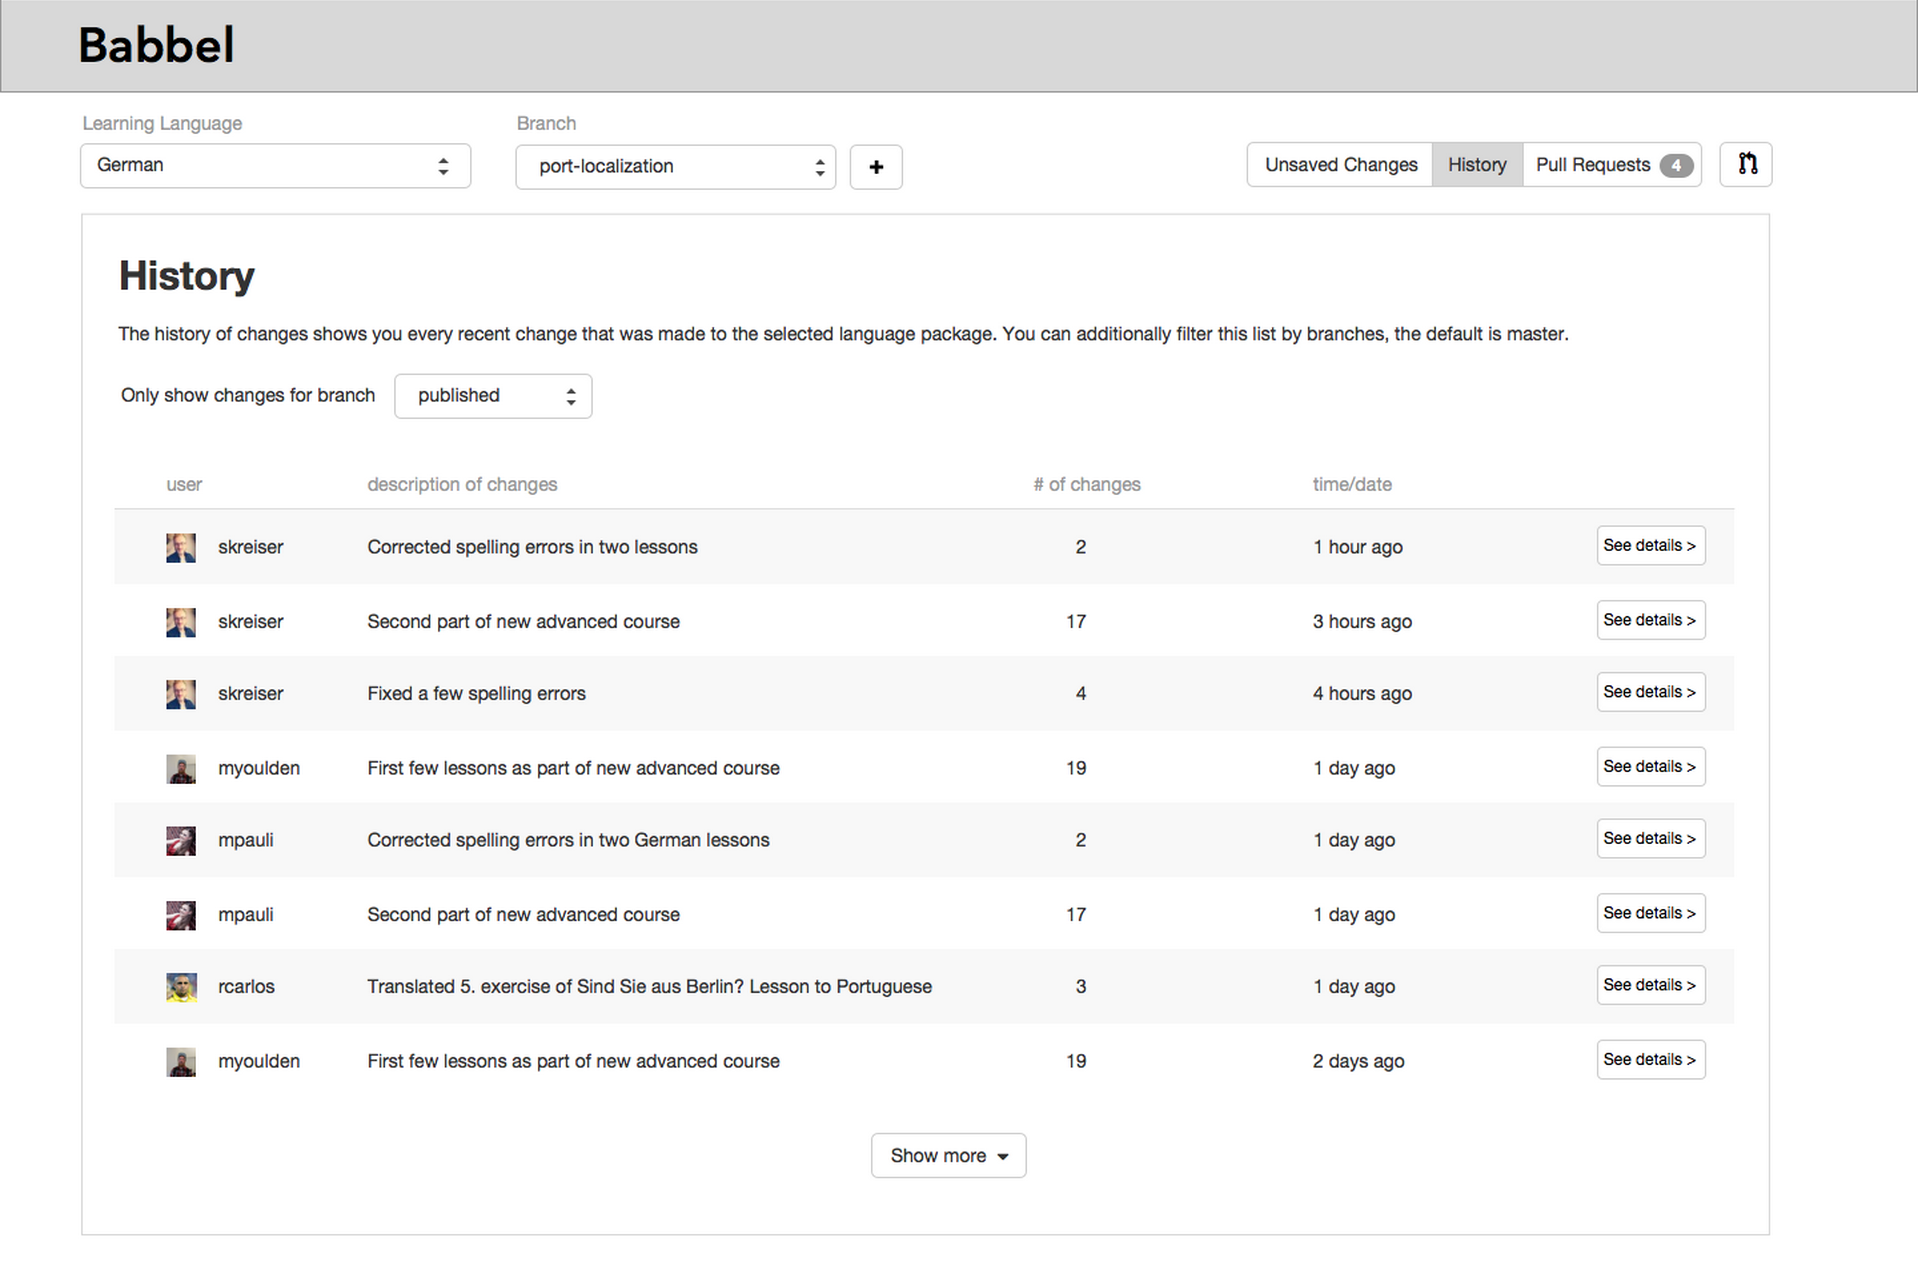 Babbel
Learning Language
Branch
German
port-localization
+
Unsaved Changes
History
Pull Requests 4
History
The history of changes shows you every recent change that was made to the selected language package. You can additionally filter this list by branches, the default is master.
Only show changes for branch
published
user description of changes # of changes time/date
skreiser Corrected spelling errors in two lessons 2 1 hour ago See details >
skreiser Second part of new advanced course 17 3 hours ago See details >
skreiser Fixed a few spelling errors 4 4 hours ago See details >
myoulden First few lessons as part of new advanced course 19 1 day ago See details >
mpauli Corrected spelling errors in two German lessons 2 1 day ago See details >
mpauli Second part of new advanced course 17 1 day ago See details >
rcarlos Translated 5. exercise of Sind Sie aus Berlin? Lesson to Portuguese 3 1 day ago See details >
myoulden First few lessons as part of new advanced course 19 2 days ago See details >
Show more